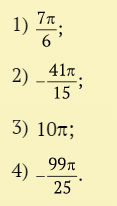 1) 7π/6;
2) –41π/15;
3) 10π;
4) –99π/25.